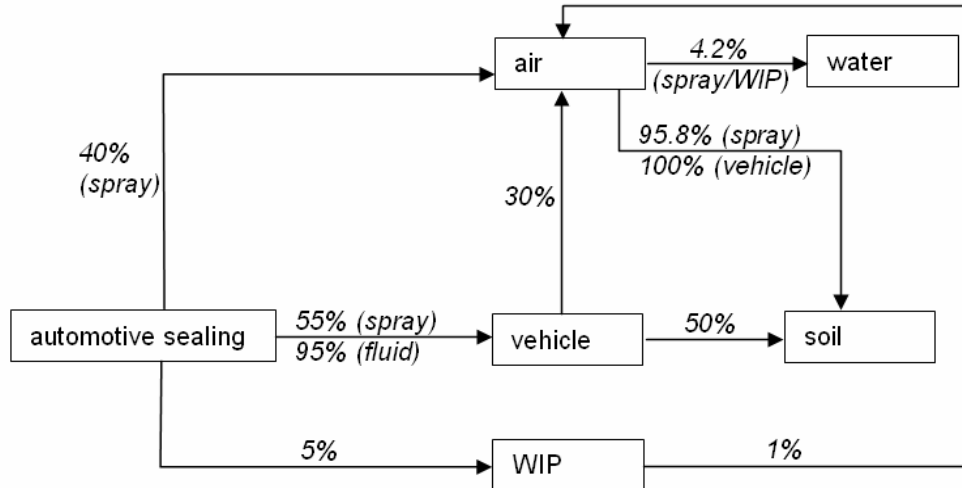 air
4.2%
(spray/WIP)
water
40%
(spray)
95.8% (spray)
100% (vehicle)
30%
automotive sealing
55% (spray)
95% (fluid)
vehicle
50%
soil
5%
WIP
1%